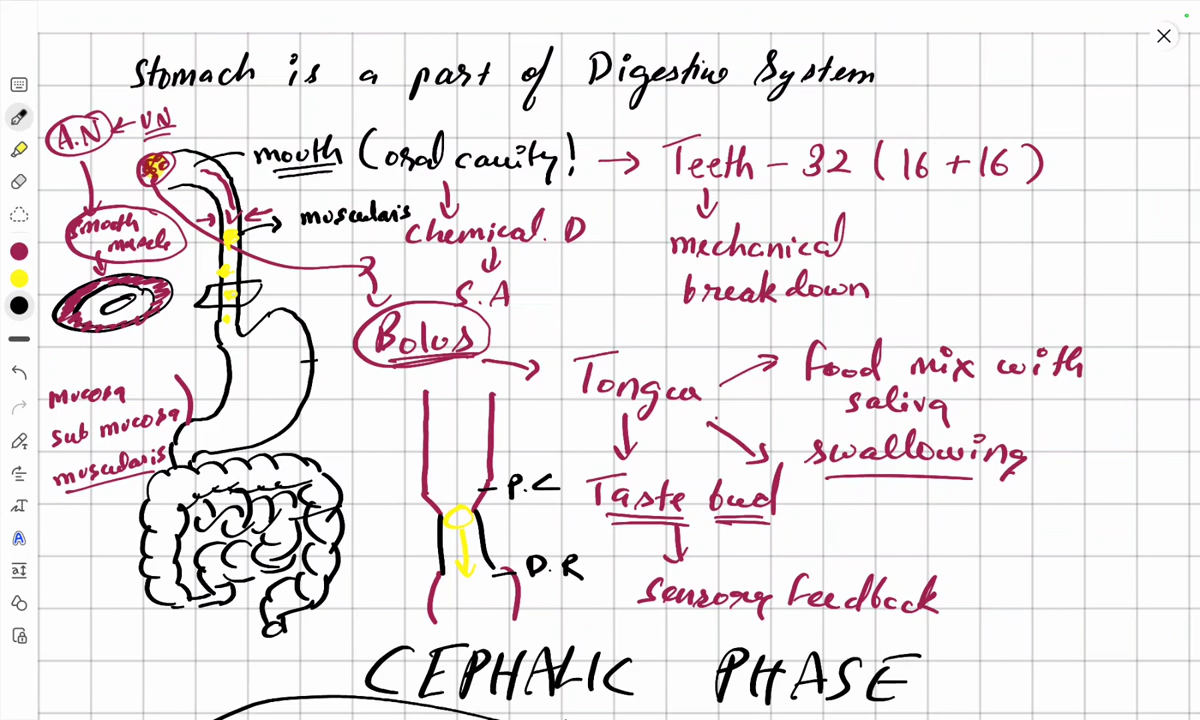 Stomach is a part of Digestive System
A.N ← VN
mouth (oral cavity!) → Teeth - 32 (16 + 16)
smooth
muscle
muscularis
chemical. D
S.A
mechanical
breakdown
Bolus
Tongue
food mix with
saliva
swallowing
Taste bud
sensory feedback
mucosa
sub mucosa
muscularis
P.C
D.R
CEPHALIC PHASE